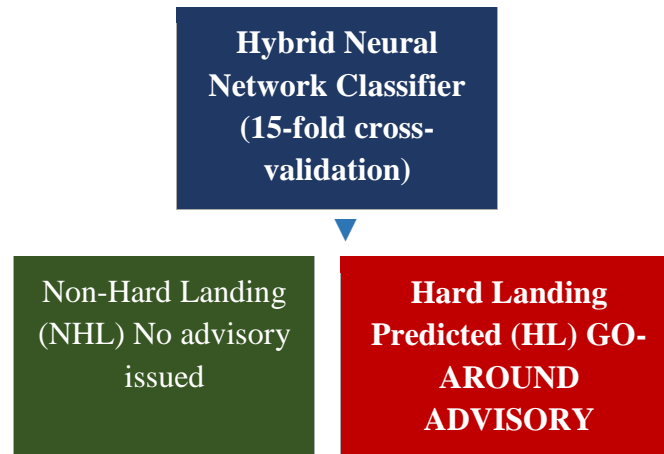 Hybrid Neural
Network Classifier
(15-fold cross-
validation)
Non-Hard Landing
(NHL) No advisory
issued
Hard Landing
Predicted (HL) GO-
AROUND
ADVISORY